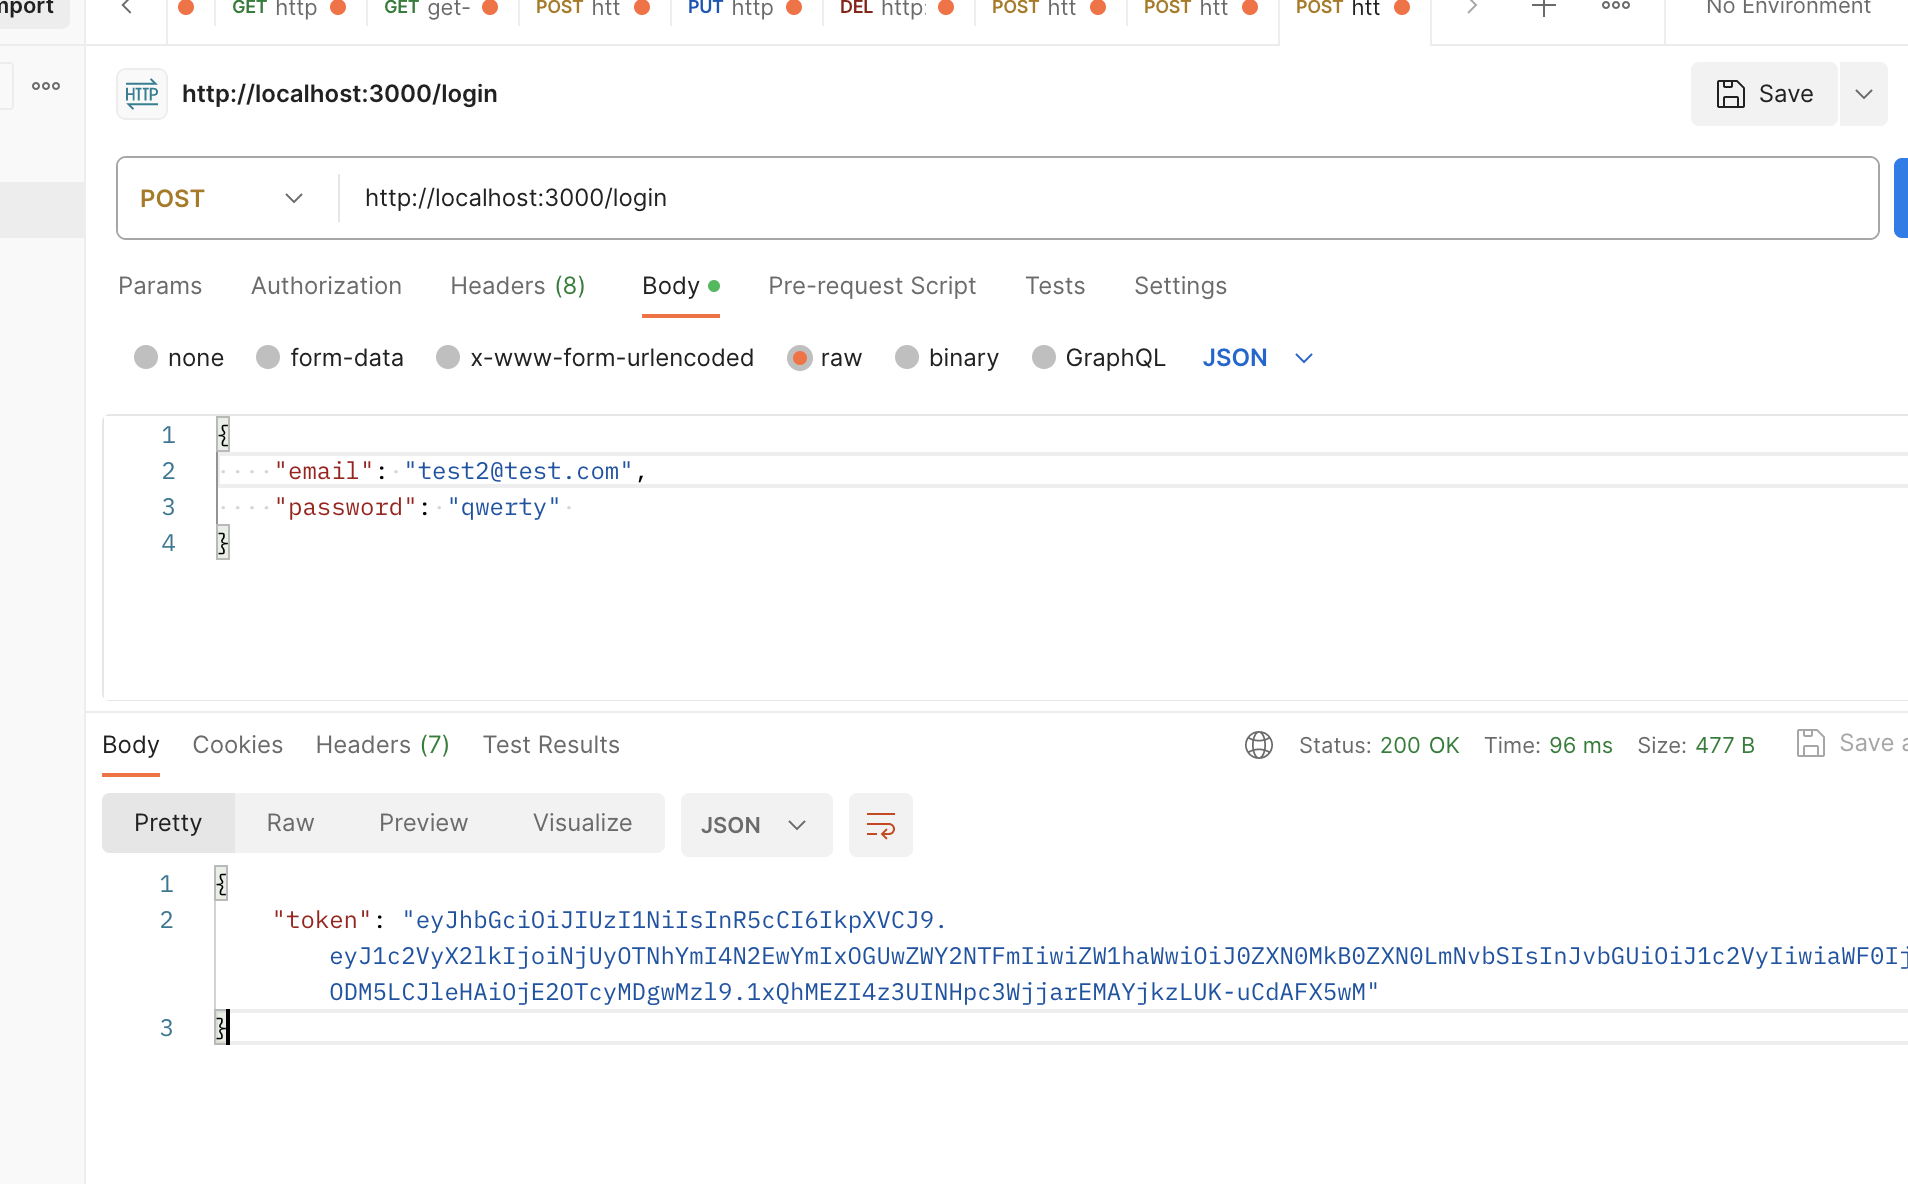 mport
GET http
GET get-
POST htt
PUT http
DEL http:
POST htt
POST htt
POST htt
No Environment
HTTP http://localhost:3000/login
Save
POST http://localhost:3000/login
Params Authorization Headers (8) Body Pre-request Script Tests Settings
none form-data x-www-form-urlencoded raw binary GraphQL JSON
1 {
2 "email": "test2@test.com",
3 "password": "qwerty"
4 }
Body Cookies Headers (7) Test Results
Status: 200 OK Time: 96 ms Size: 477 B Save a
Pretty Raw Preview Visualize JSON
1 {
2 "token": "eyJhbGciOiJIUzI1NiIsInR5cCI6IkpXVCJ9.
eyJ1c2VyX2lkIjoiNjUyOTNhYmI4N2EwYmIxOGUwZWY2NTFmIiwiZW1haWwiOiJ0ZXN0MkB0ZXN0LmNvbSIsInJvbGUiOiJ1c2VyIiwiaWF0Ij
ODM5LCJleHAiOjE2OTcyMDgwMzl9.1xQhMEZI4z3UINHpc3WjjarEMAYjkzLUK-uCdAFX5wM"
3 }